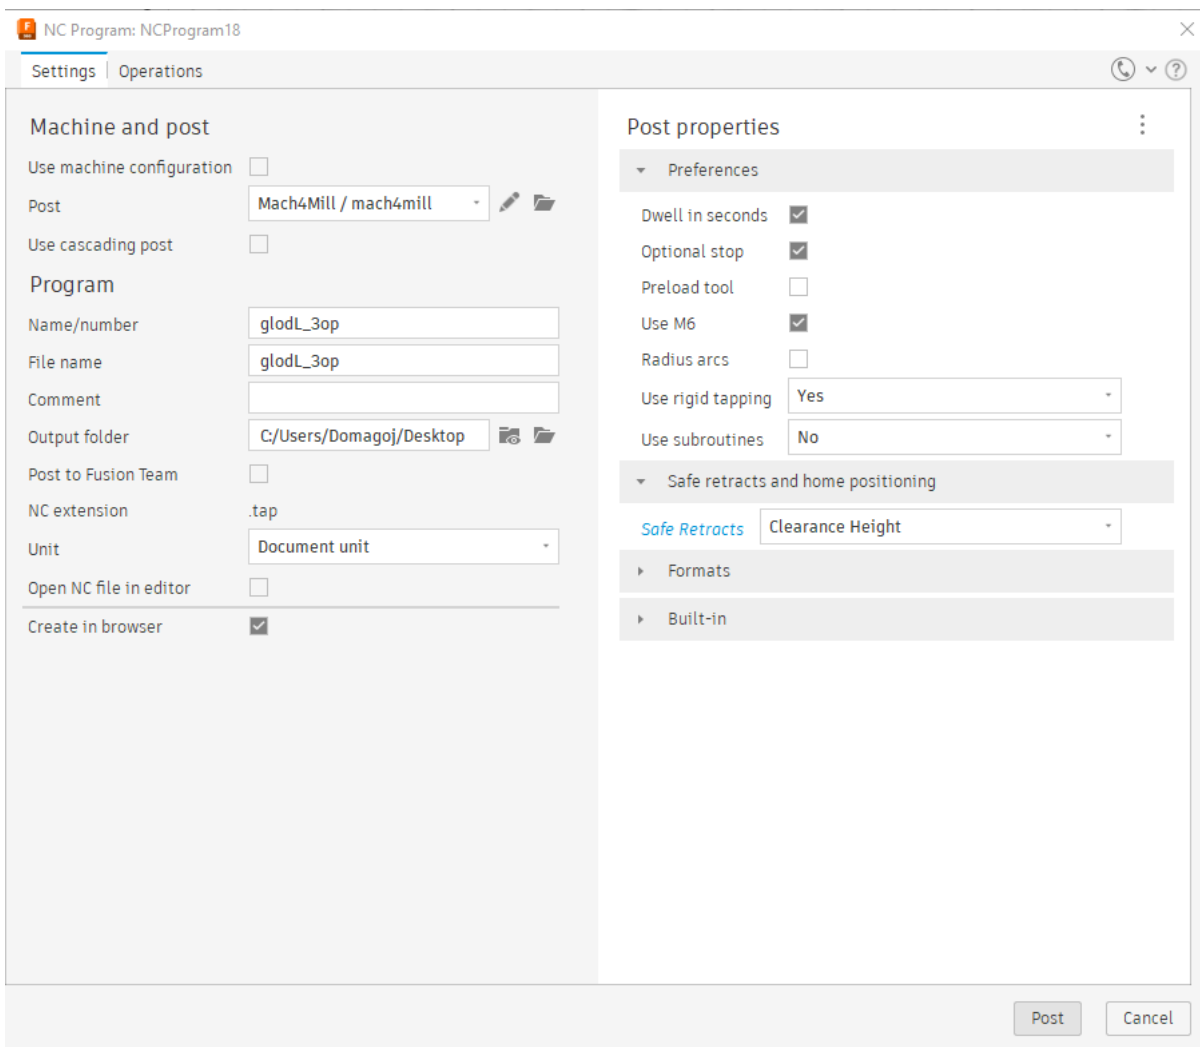 NC Program: NCProgram18
Settings
Operations
Machine and post
Use machine configuration
Post
Mach4Mill / mach4mill
Use cascading post
Program
Name/number
glodL_3op
File name
glodL_3op
Comment
Output folder
C:/Users/Domagoj/Desktop
Post to Fusion Team
NC extension
.tap
Unit
Document unit
Open NC file in editor
Create in browser
Post properties
Preferences
Dwell in seconds
Optional stop
Preload tool
Use M6
Radius arcs
Use rigid tapping
Yes
Use subroutines
No
Safe retracts and home positioning
Safe Retracts
Clearance Height
Formats
Built-in
Post
Cancel